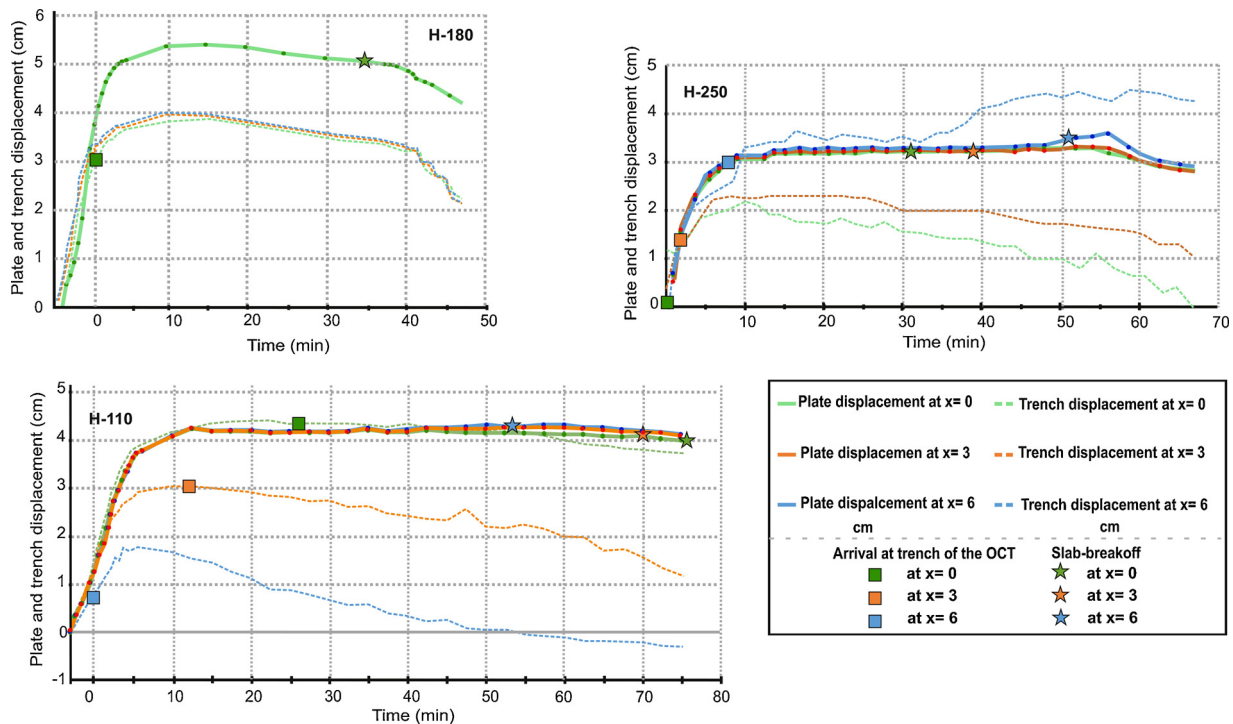 H-180
Plate and trench displacement (cm)
6
5
4
3
2
1
0
0
10
20
30
40
50
Time (min)
H-250
Plate and trench displacement (cm)
5
4
3
2
1
0
0
10
20
30
40
50
60
70
Time (min)
H-110
Plate and trench displacement (cm)
5
4
3
2
1
0
-1
0
10
20
30
40
50
60
70
80
Time (min)
Plate displacement at x= 0
Trench displacement at x= 0
Plate displacemen at x= 3
Trench displacement at x= 3
Plate dispalcement at x= 6
cm
Trench displacement at x= 6
cm
Arrival at trench of the OCT
Slab-breakoff
at x= 0
at x= 0
at x= 3
at x= 3
at x= 6
at x= 6